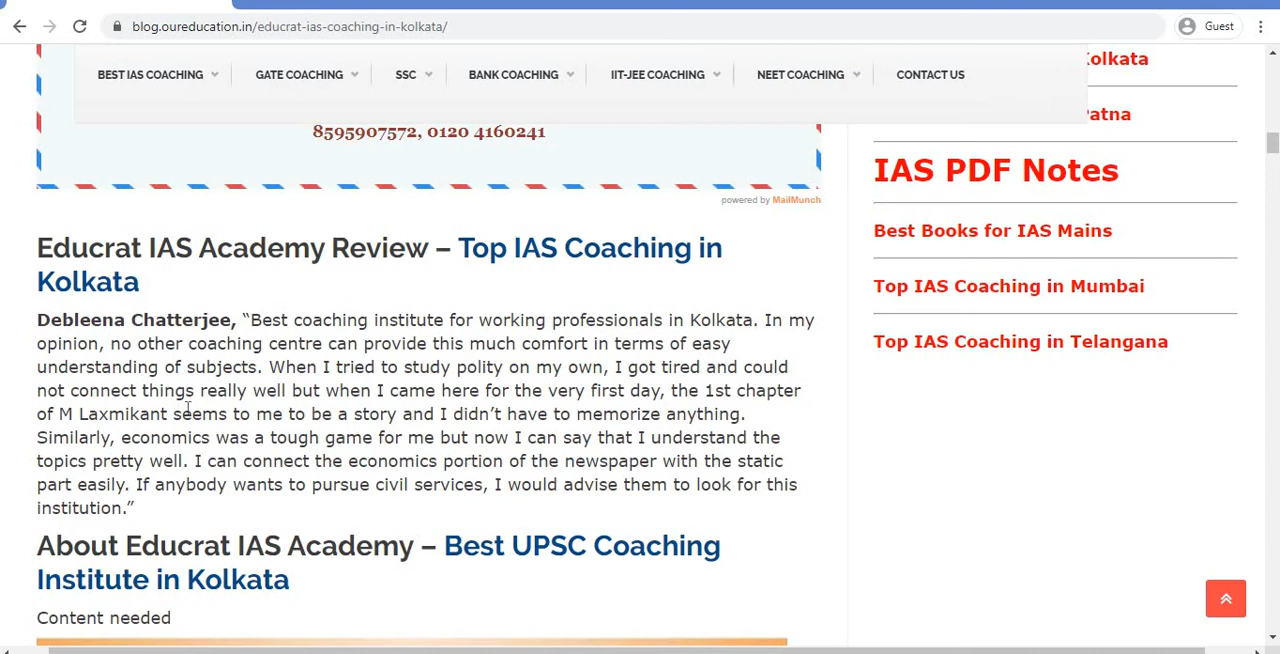 blog.oureducation.in/educrat-ias-coaching-in-kolkata/
Guest
BEST IAS COACHING
GATE COACHING
SSC
BANK COACHING
IIT-JEE COACHING
NEET COACHING
CONTACT US
8595907572, 0120 4160241
powered by MailMunch
Educrat IAS Academy Review – Top IAS Coaching in
Kolkata
Debleena Chatterjee, “Best coaching institute for working professionals in Kolkata. In my
opinion, no other coaching centre can provide this much comfort in terms of easy
understanding of subjects. When I tried to study polity on my own, I got tired and could
not connect things really well but when I came here for the very first day, the 1st chapter
of M Laxmikant seems to me to be a story and I didn’t have to memorize anything.
Similarly, economics was a tough game for me but now I can say that I understand the
topics pretty well. I can connect the economics portion of the newspaper with the static
part easily. If anybody wants to pursue civil services, I would advise them to look for this
institution.”
About Educrat IAS Academy – Best UPSC Coaching
Institute in Kolkata
Content needed
Kolkata
Patna
IAS PDF Notes
Best Books for IAS Mains
Top IAS Coaching in Mumbai
Top IAS Coaching in Telangana